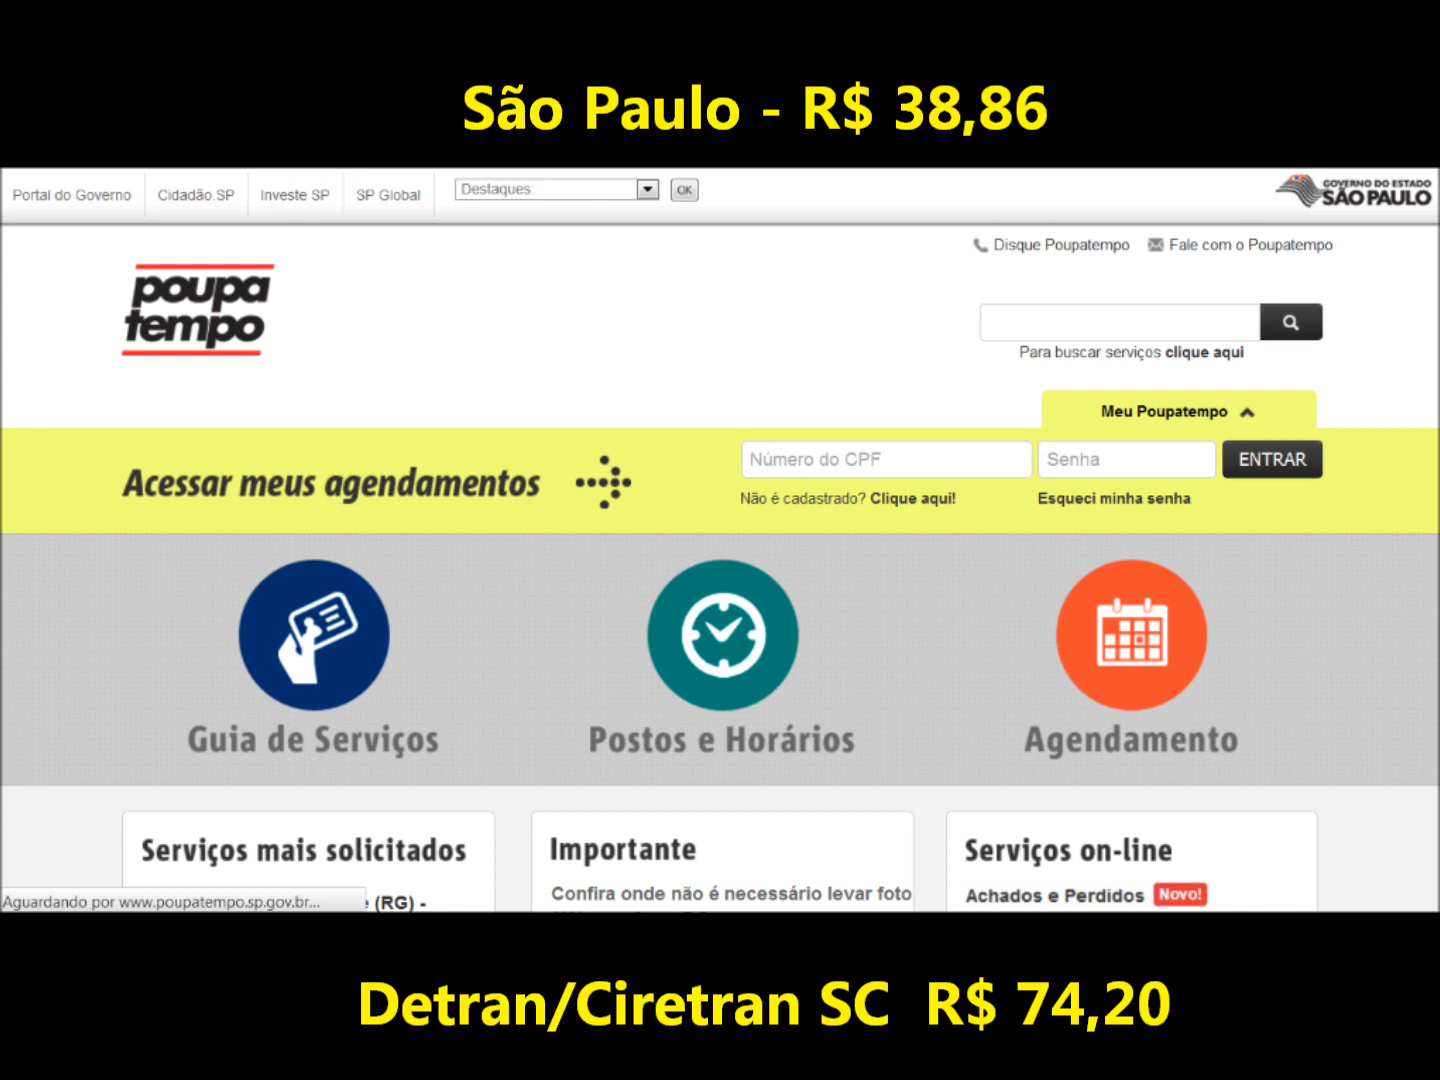 São Paulo - R$ 38,86
Portal do Governo Cidadão.SP Investe SP SP Global Destaques: OK GOVERNO DO ESTADO
SÃO PAULO
Disque Poupatempo Fale com o Poupatempo
poupa
tempo
Para buscar serviços clique aqui
Meu Poupatempo
Acessar meus agendamentos Número do CPF Senha ENTRAR
Não é cadastrado? Clique aqui! Esqueci minha senha
Guia de Serviços Postos e Horários Agendamento
Serviços mais solicitados Importante Serviços on-line
Confira onde não é necessário levar foto Achados e Perdidos Novo!
Aguardando por www.poupatempo.sp.gov.br... (RG) -
Detran/Ciretran SC R$ 74,20